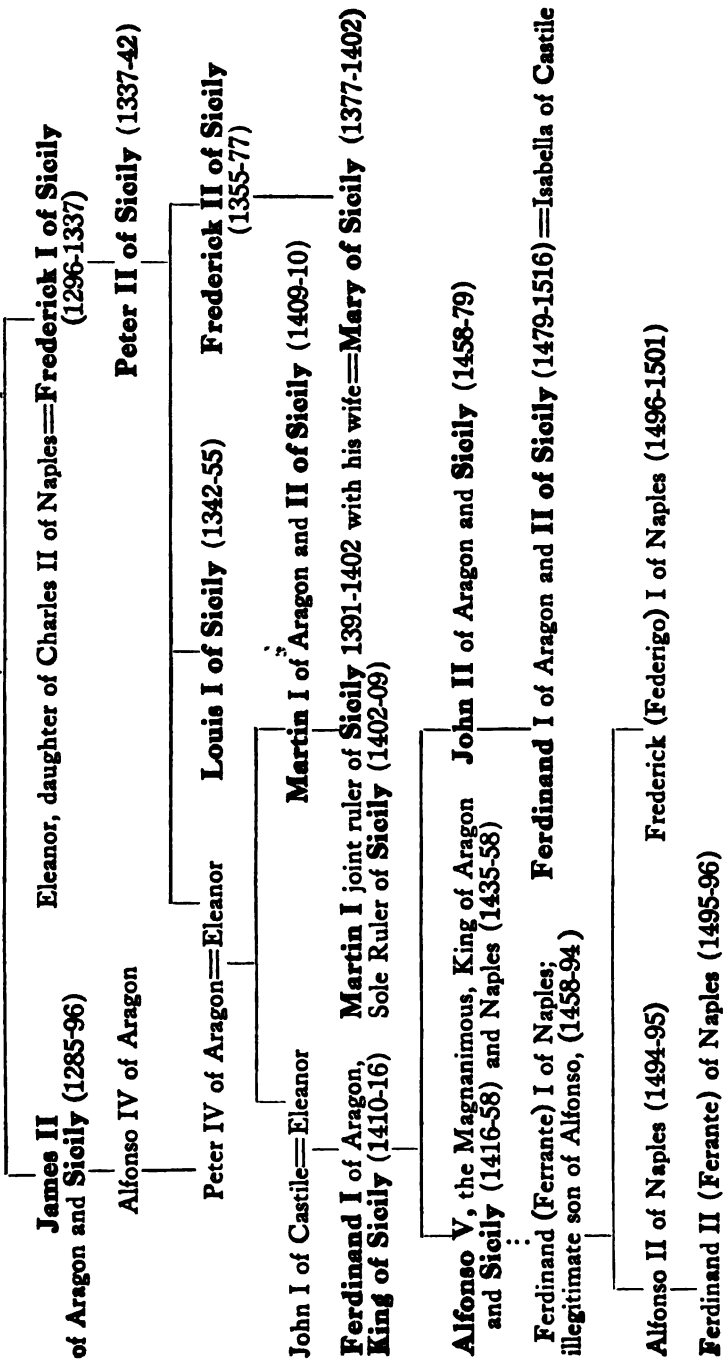 James II
of Aragon and Sicily (1285-96)
Eleanor, daughter of Charles II of Naples=Frederick I of Sicily
(1296-1337)
Alfonso IV of Aragon
Peter II of Sicily (1337-42)
Peter IV of Aragon=Eleanor
Louis I of Sicily (1342-55)
Frederick II of Sicily
(1355-77)
John I of Castile=Eleanor
Martin I of Aragon and II of Sicily (1409-10)
Ferdinand I of Aragon,
King of Sicily (1410-16)
Martin I joint ruler of Sicily 1391-1402 with his wife=Mary of Sicily (1377-1402)
Sole Ruler of Sicily (1402-09)
Alfonso V, the Magnanimous, King of Aragon
and Sicily (1416-58) and Naples (1435-58)
John II of Aragon and Sicily (1458-79)
Ferdinand (Ferrante) I of Naples;
illegitimate son of Alfonso, (1458-94)
Ferdinand I of Aragon and II of Sicily (1479-1516)=Isabella of Castile
Alfonso II of Naples (1494-95)
Frederick (Federigo) I of Naples (1496-1501)
Ferdinand II (Ferante) of Naples (1495-96)